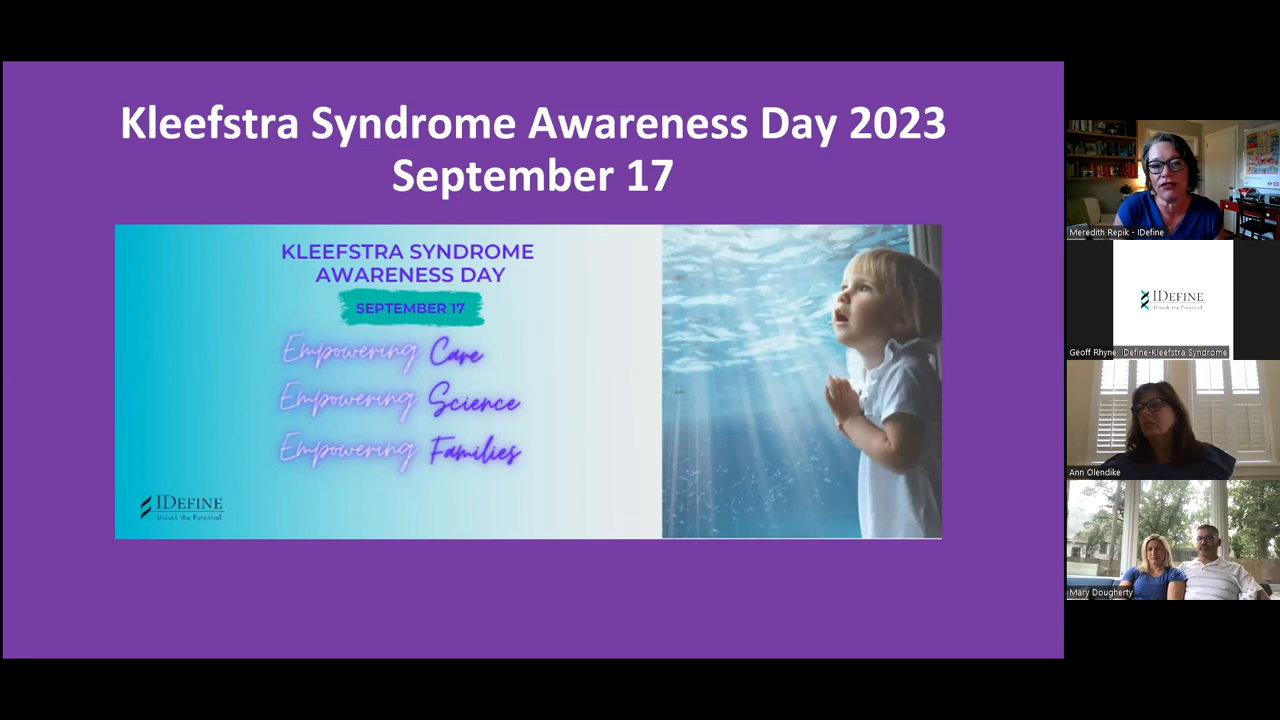 Kleefstra Syndrome Awareness Day 2023
September 17
KLEEFSTRA SYNDROME
AWARENESS DAY
SEPTEMBER 17
Empowering Care
Empowering Science
Empowering Families
IDEFINE
Unlock the Potential
Meredith Repik - IDefine
IDEFINE
Unlock the Potential
Geoff Rhyne, IDefine-Kleefstra Syndrome
Ann Olendike
Mary Dougherty